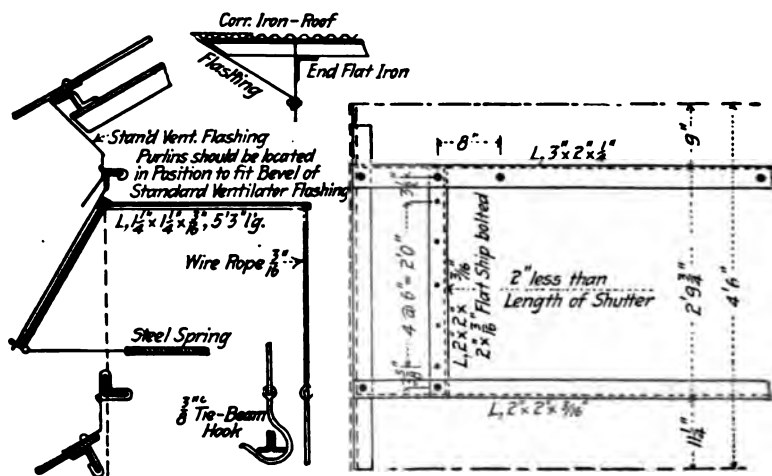 Corr. Iron-Roof
Flashing
End Flat Iron
Stand. Vent. Flashing
Purlins should be located
in Position to fit Bevel of
Standard Ventilater Flashing
L, 1¼" x 1¼" x 3/16", 5'3" lg.
Wire Rope 3/16"
Steel Spring
3/8" Tie-Beam
Hook
8"
L, 3" x 2" x ¼"
9"
4 @ 6" = 2'0"
L, 2" x 2" x 3/16"
2" x 3/16" Flat Ship bolted
2" less than
Length of Shutter
2' 9¾"
4' 6"
L, 2" x 2" x 3/16"
11¼"